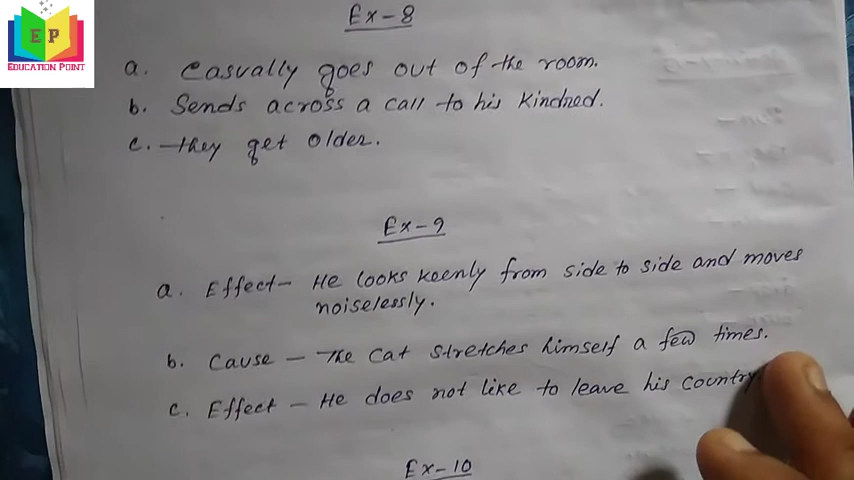 EP
EDUCATION POINT
Ex-8
a. Casually goes out of the room.
b. Sends across a call to his kindred.
c. They get older.
Ex-9
a. Effect- He looks keenly from side to side and moves
noiselessly.
b. Cause - The cat stretches himself a few times.
c. Effect - He does not like to leave his country.
Ex-10